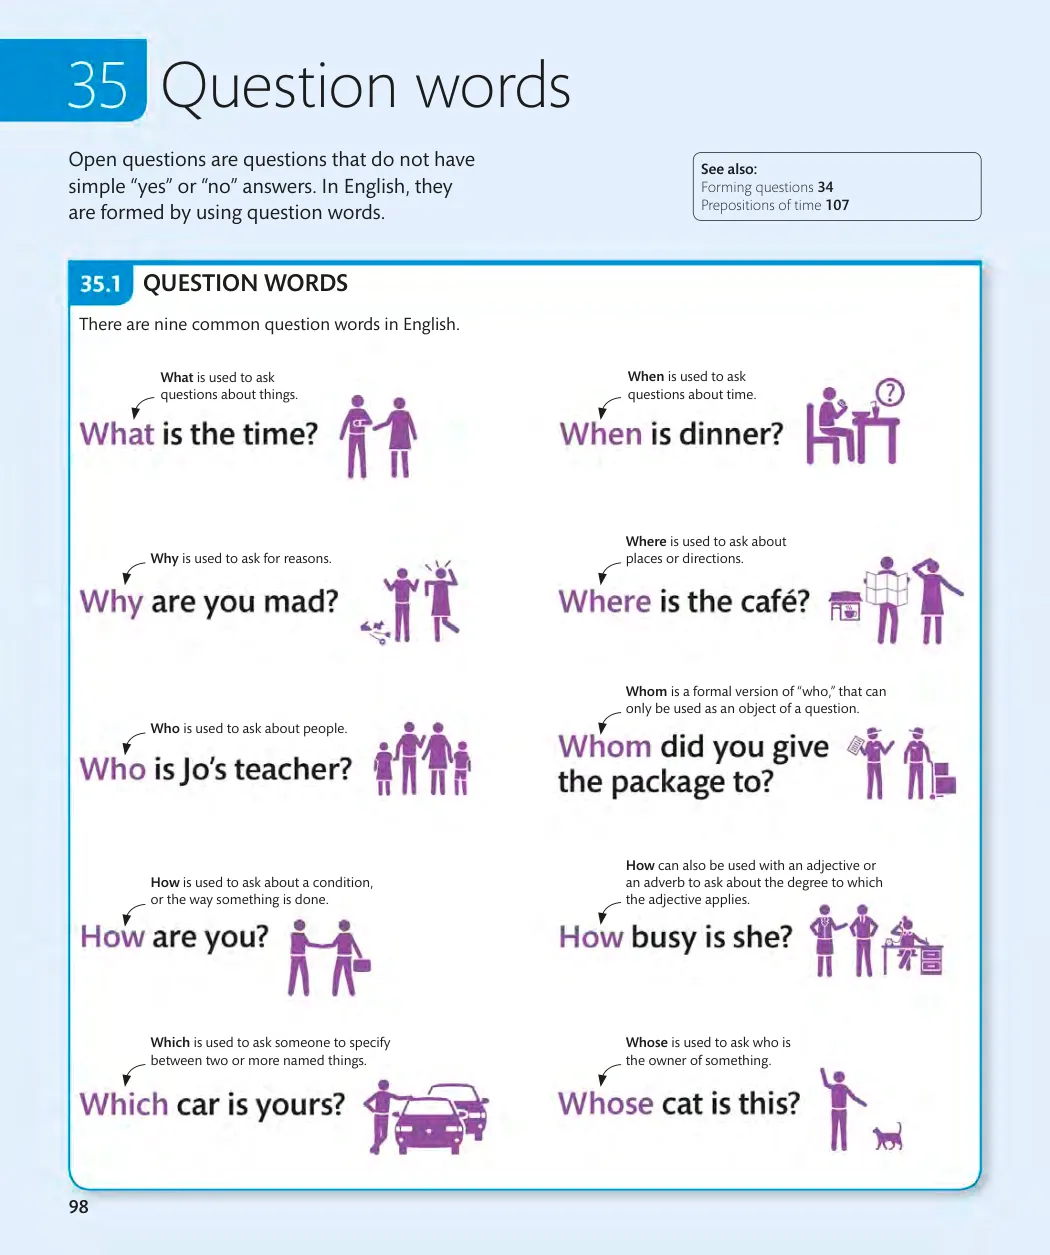 35 Question words
Open questions are questions that do not have
simple “yes” or “no” answers. In English, they
are formed by using question words.
See also:
Forming questions 34
Prepositions of time 107
35.1 QUESTION WORDS
There are nine common question words in English.
What is used to ask
questions about things.
What is the time?
When is used to ask
questions about time.
When is dinner?
?
Why is used to ask for reasons.
Why are you mad?
Where is used to ask about
places or directions.
Where is the café?
Who is used to ask about people.
Who is Jo’s teacher?
Whom is a formal version of “who,” that can
only be used as an object of a question.
Whom did you give
the package to?
How is used to ask about a condition,
or the way something is done.
How are you?
How can also be used with an adjective or
an adverb to ask about the degree to which
the adjective applies.
How busy is she?
Which is used to ask someone to specify
between two or more named things.
Which car is yours?
Whose is used to ask who is
the owner of something.
Whose cat is this?
98